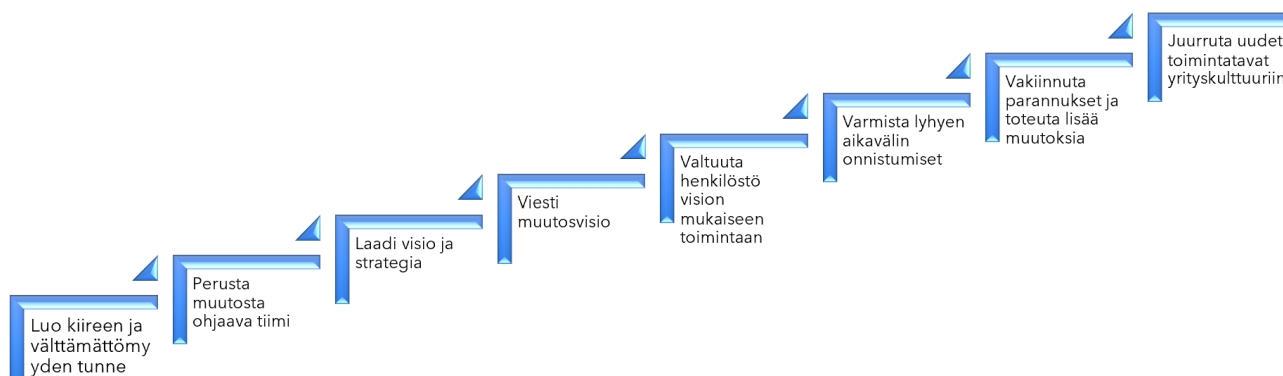 Luo kiireen ja
välttämättömy
yden tunne
Perusta
muutosta
ohjaava tiimi
Laadi visio ja
strategia
Viesti
muutosvisio
Valtuuta
henkilöstö
vision
mukaiseen
toimintaan
Varmista lyhyen
aikavälin
onnistumiset
Vakiinnuta
parannukset ja
toteuta lisää
muutoksia
Juurruta uudet
toimintatavat
yrityskulttuuriin